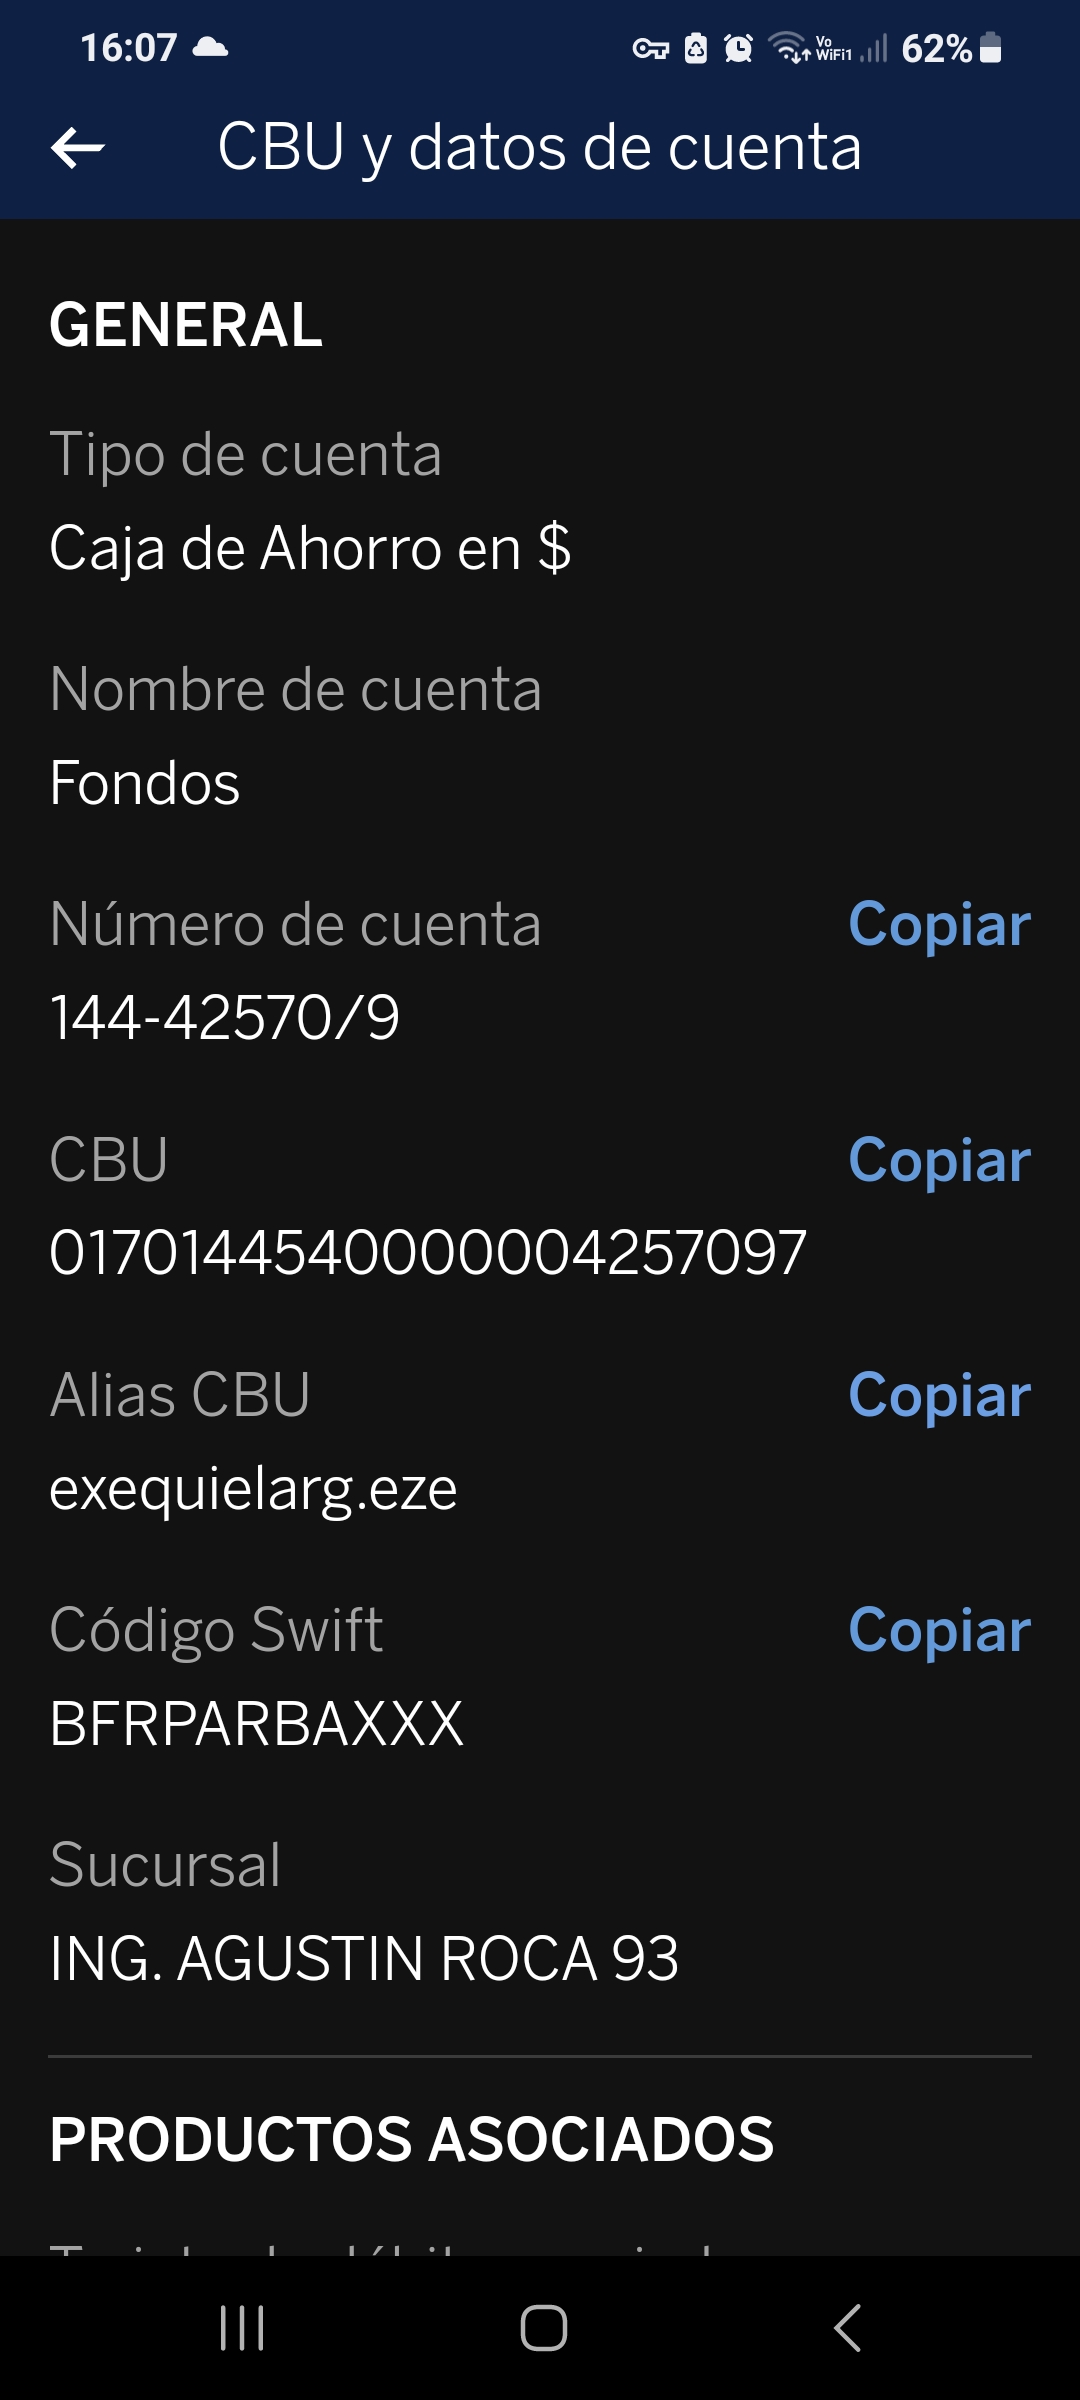 16:07
Vo
WiFi1
62%
CBU y datos de cuenta
GENERAL
Tipo de cuenta
Caja de Ahorro en $
Nombre de cuenta
Fondos
Número de cuenta
Copiar
144-42570/9
CBU
Copiar
0170144540000004257097
Alias CBU
Copiar
exequielarg.eze
Código Swift
Copiar
BFRPARBAXXX
Sucursal
ING. AGUSTIN ROCA 93
PRODUCTOS ASOCIADOS